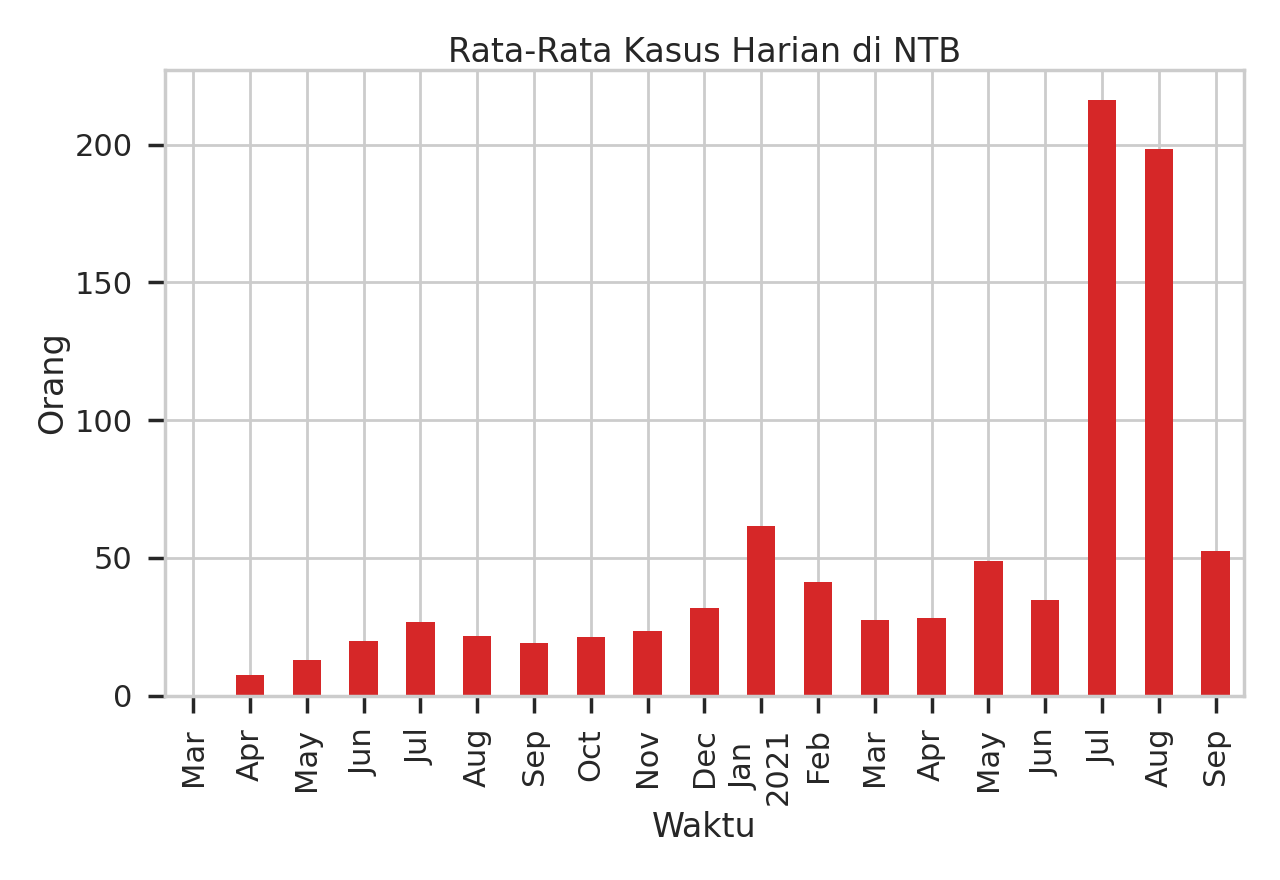 Rata-Rata Kasus Harian di NTB
Orang
200
150
100
50
0
Mar
Apr
May
Jun
Jul
Aug
Sep
Oct
Nov
Dec
Jan
2021
Feb
Mar
Apr
May
Jun
Jul
Aug
Sep
Waktu